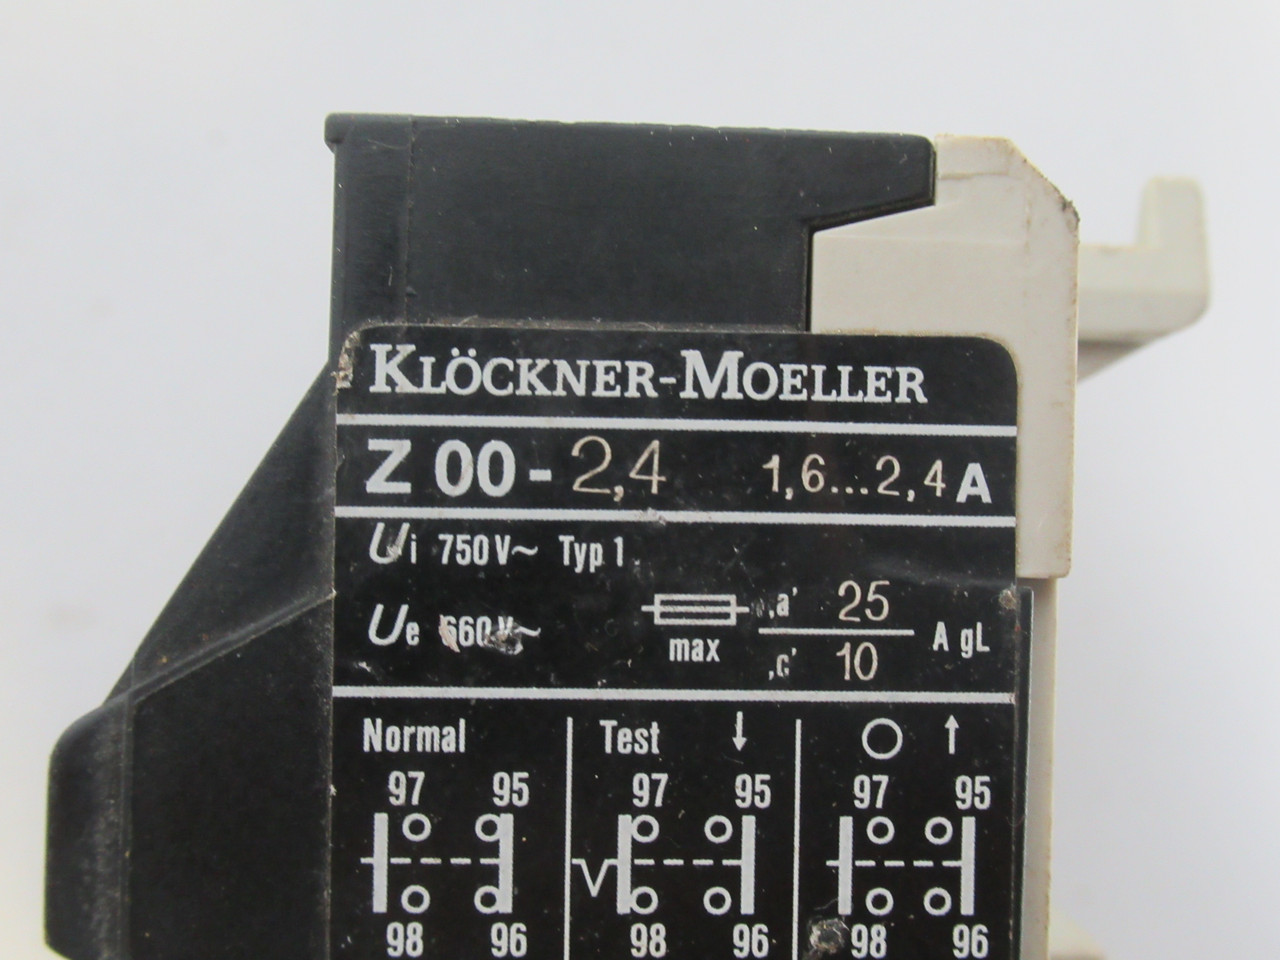 KLÖCKNER-MOELLER
Z 00 - 2,4 1,6...2,4 A
Ui 750V~ Typ 1
Ue 660V~ max ‚a' 25 A gL
‚c' 10
Normal Test ↓ ○ ↑
97 95 97 95 97 95
98 96 98 96 98 96